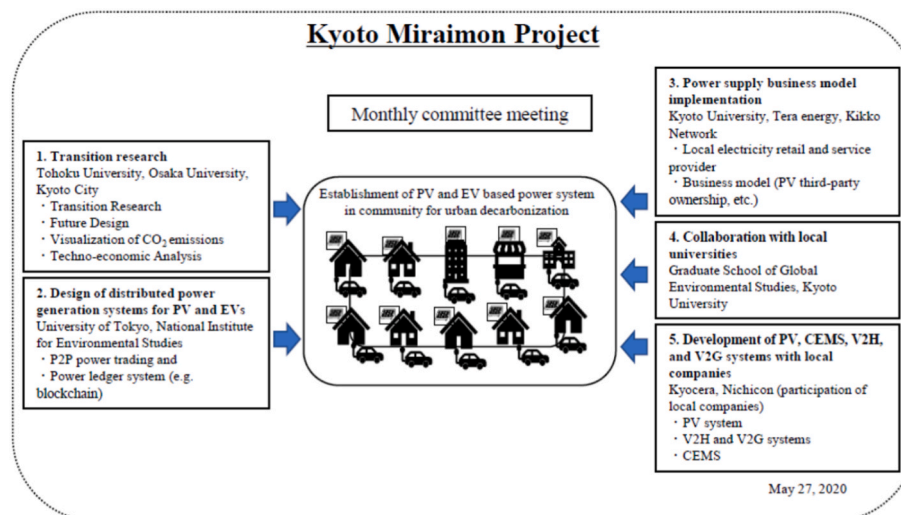 Kyoto Miraimon Project
Monthly committee meeting
1. Transition research
Tohoku University, Osaka University,
Kyoto City
・Transition Research
・Future Design
・Visualization of CO₂ emissions
・Techno-economic Analysis
2. Design of distributed power
generation systems for PV and EVs
University of Tokyo, National Institute
for Environmental Studies
・P2P power trading and
・Power ledger system (e.g.
blockchain)
Establishment of PV and EV based power system
in community for urban decarbonization
3. Power supply business model
implementation
Kyoto University, Tera energy, Kikko
Network
・Local electricity retail and service
provider
・Business model (PV third-party
ownership, etc.)
4. Collaboration with local
universities
Graduate School of Global
Environmental Studies, Kyoto
University
5. Development of PV, CEMS, V2H,
and V2G systems with local
companies
Kyocera, Nichicon (participation of
local companies)
・PV system
・V2H and V2G systems
・CEMS
May 27, 2020